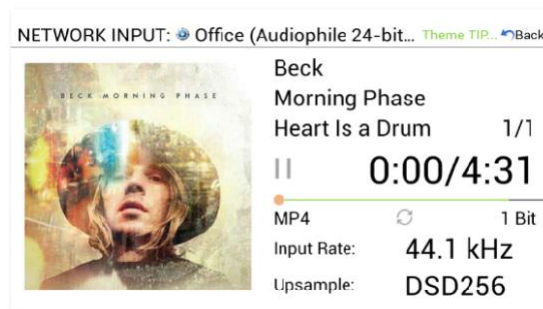 NETWORK INPUT: Office (Audiophile 24-bit... Theme TIP... Back
BECK MORNING PHASE
Beck
Morning Phase
Heart Is a Drum 1/1
0:00/4:31
MP4 1 Bit
Input Rate: 44.1 kHz
Upsample: DSD256